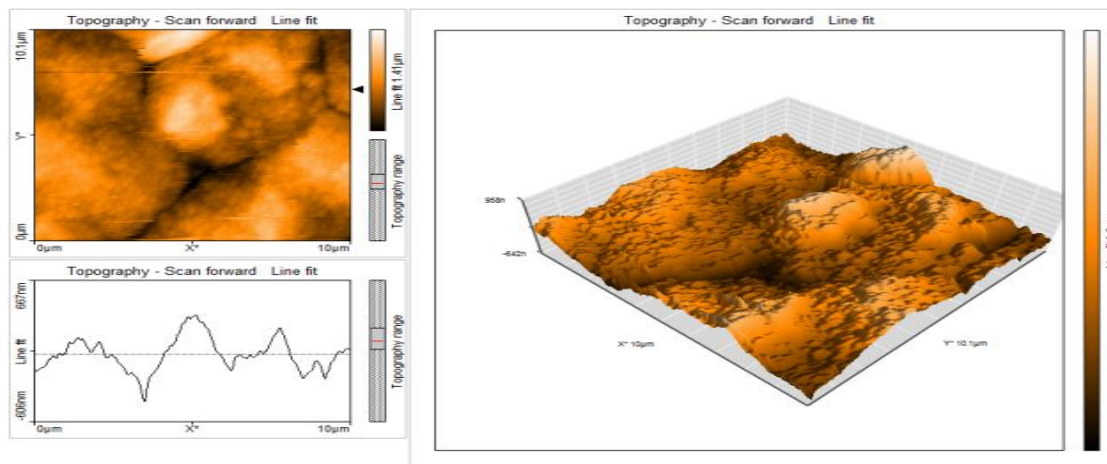 Topography - Scan forward Line fit
10.1µm
Y*
0µm
0µm
X*
10µm
Line fit 1.41µm
Topography range
Topography - Scan forward Line fit
667nm
Line fit
-606nm
0µm
X*
10µm
Topography range
Topography - Scan forward Line fit
958n
-642n
X* 10µm
Y* 10.1µm